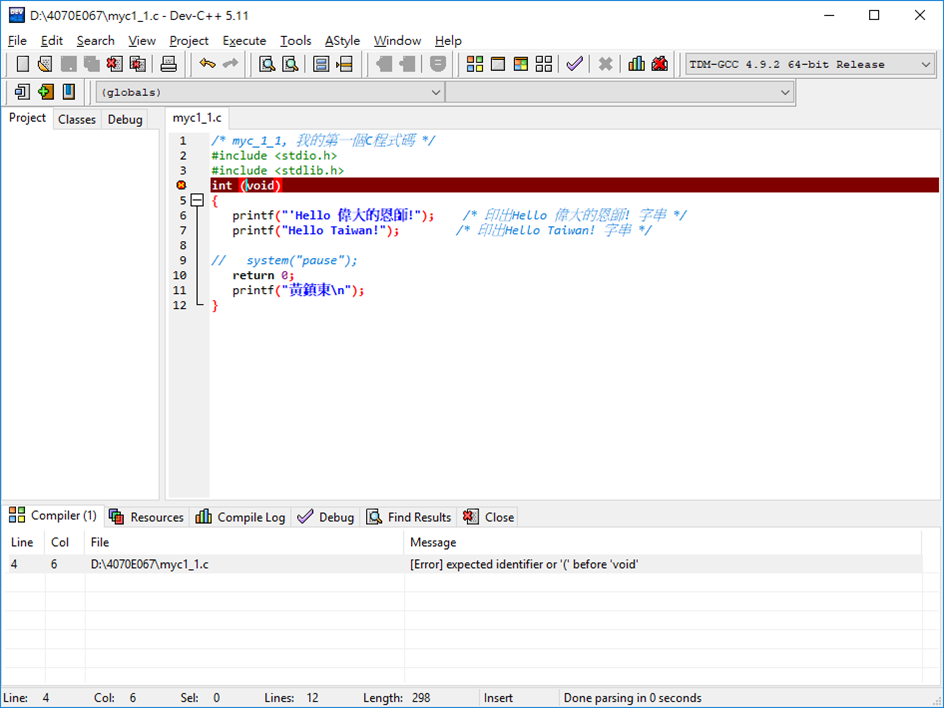 D:\4070E067\myc1_1.c - Dev-C++ 5.11
File Edit Search View Project Execute Tools AStyle Window Help
TDM-GCC 4.9.2 64-bit Release
(globals)
Project Classes Debug
myc1_1.c
1 /* myc_1_1, 我的第一個C程式碼 */
2 #include <stdio.h>
3 #include <stdlib.h>
int (void)
5 {
6 printf("'Hello 偉大的恩師!"); /* 印出Hello 偉大的恩師! 字串 */
7 printf("Hello Taiwan!"); /* 印出Hello Taiwan! 字串 */
8
9 // system("pause");
10 return 0;
11 printf("黃鎮東\n");
12 }
Compiler (1) Resources Compile Log Debug Find Results Close
Line Col File Message
4 6 D:\4070E067\myc1_1.c [Error] expected identifier or '(' before 'void'
Line: 4 Col: 6 Sel: 0 Lines: 12 Length: 298 Insert Done parsing in 0 seconds